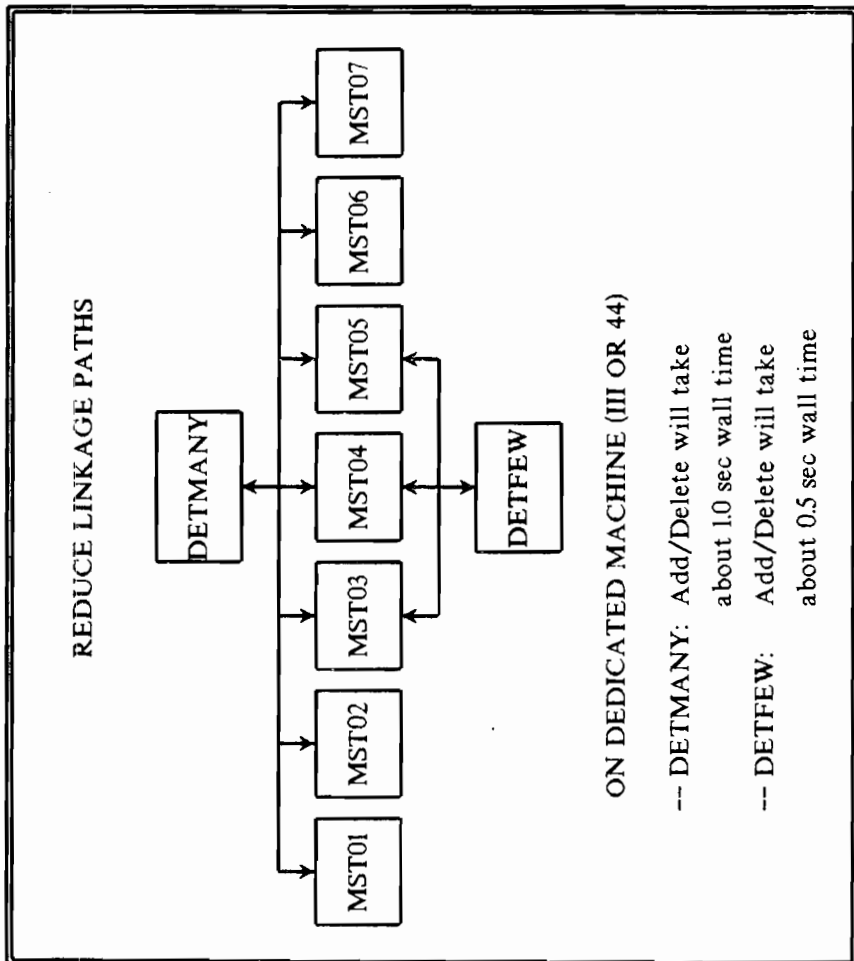 REDUCE LINKAGE PATHS
DETMANY
MST01
MST02
MST03
MST04
MST05
MST06
MST07
DETFEW
ON DEDICATED MACHINE (III OR 44)
-- DETMANY: Add/Delete will take
about 1.0 sec wall time
-- DETFEW: Add/Delete will take
about 0.5 sec wall time